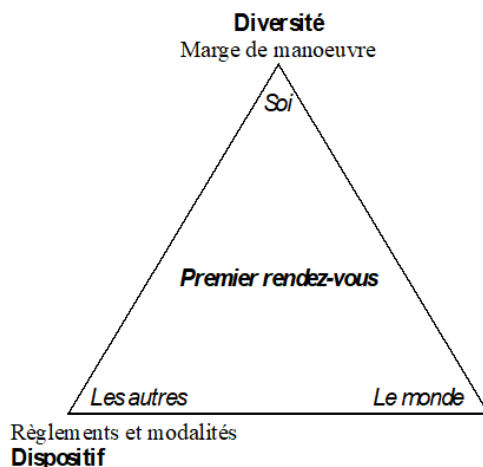 Diversité
Marge de manoeuvre
Soi
Premier rendez-vous
Les autres
Le monde
Règlements et modalités
Dispositif